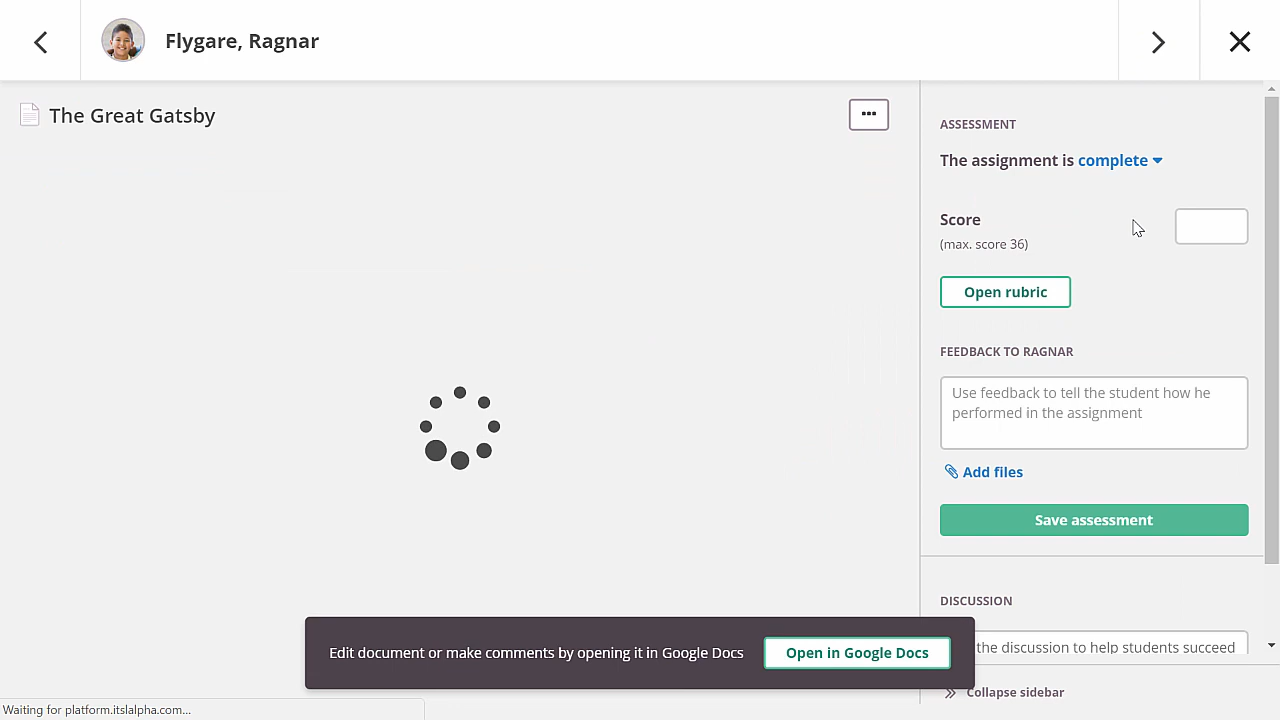 Flygare, Ragnar
The Great Gatsby
ASSESSMENT
The assignment is complete
Score
(max. score 36)
Open rubric
FEEDBACK TO RAGNAR
Use feedback to tell the student how he
performed in the assignment
Add files
Save assessment
DISCUSSION
the discussion to help students succeed
Edit document or make comments by opening it in Google Docs
Open in Google Docs
Collapse sidebar
Waiting for platform.itslalpha.com...